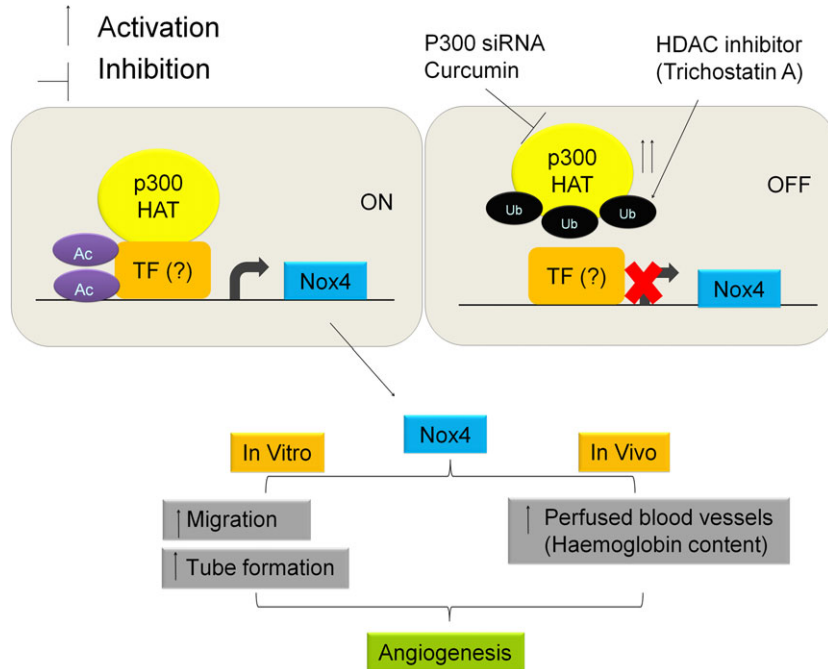 Activation
Inhibition
P300 siRNA
Curcumin
HDAC inhibitor
(Trichostatin A)
p300
HAT
ON
Ac
Ac
TF (?)
Nox4
p300
HAT
OFF
Ub
Ub
Ub
TF (?)
Nox4
Nox4
In Vitro
In Vivo
Migration
Tube formation
Perfused blood vessels
(Haemoglobin content)
Angiogenesis